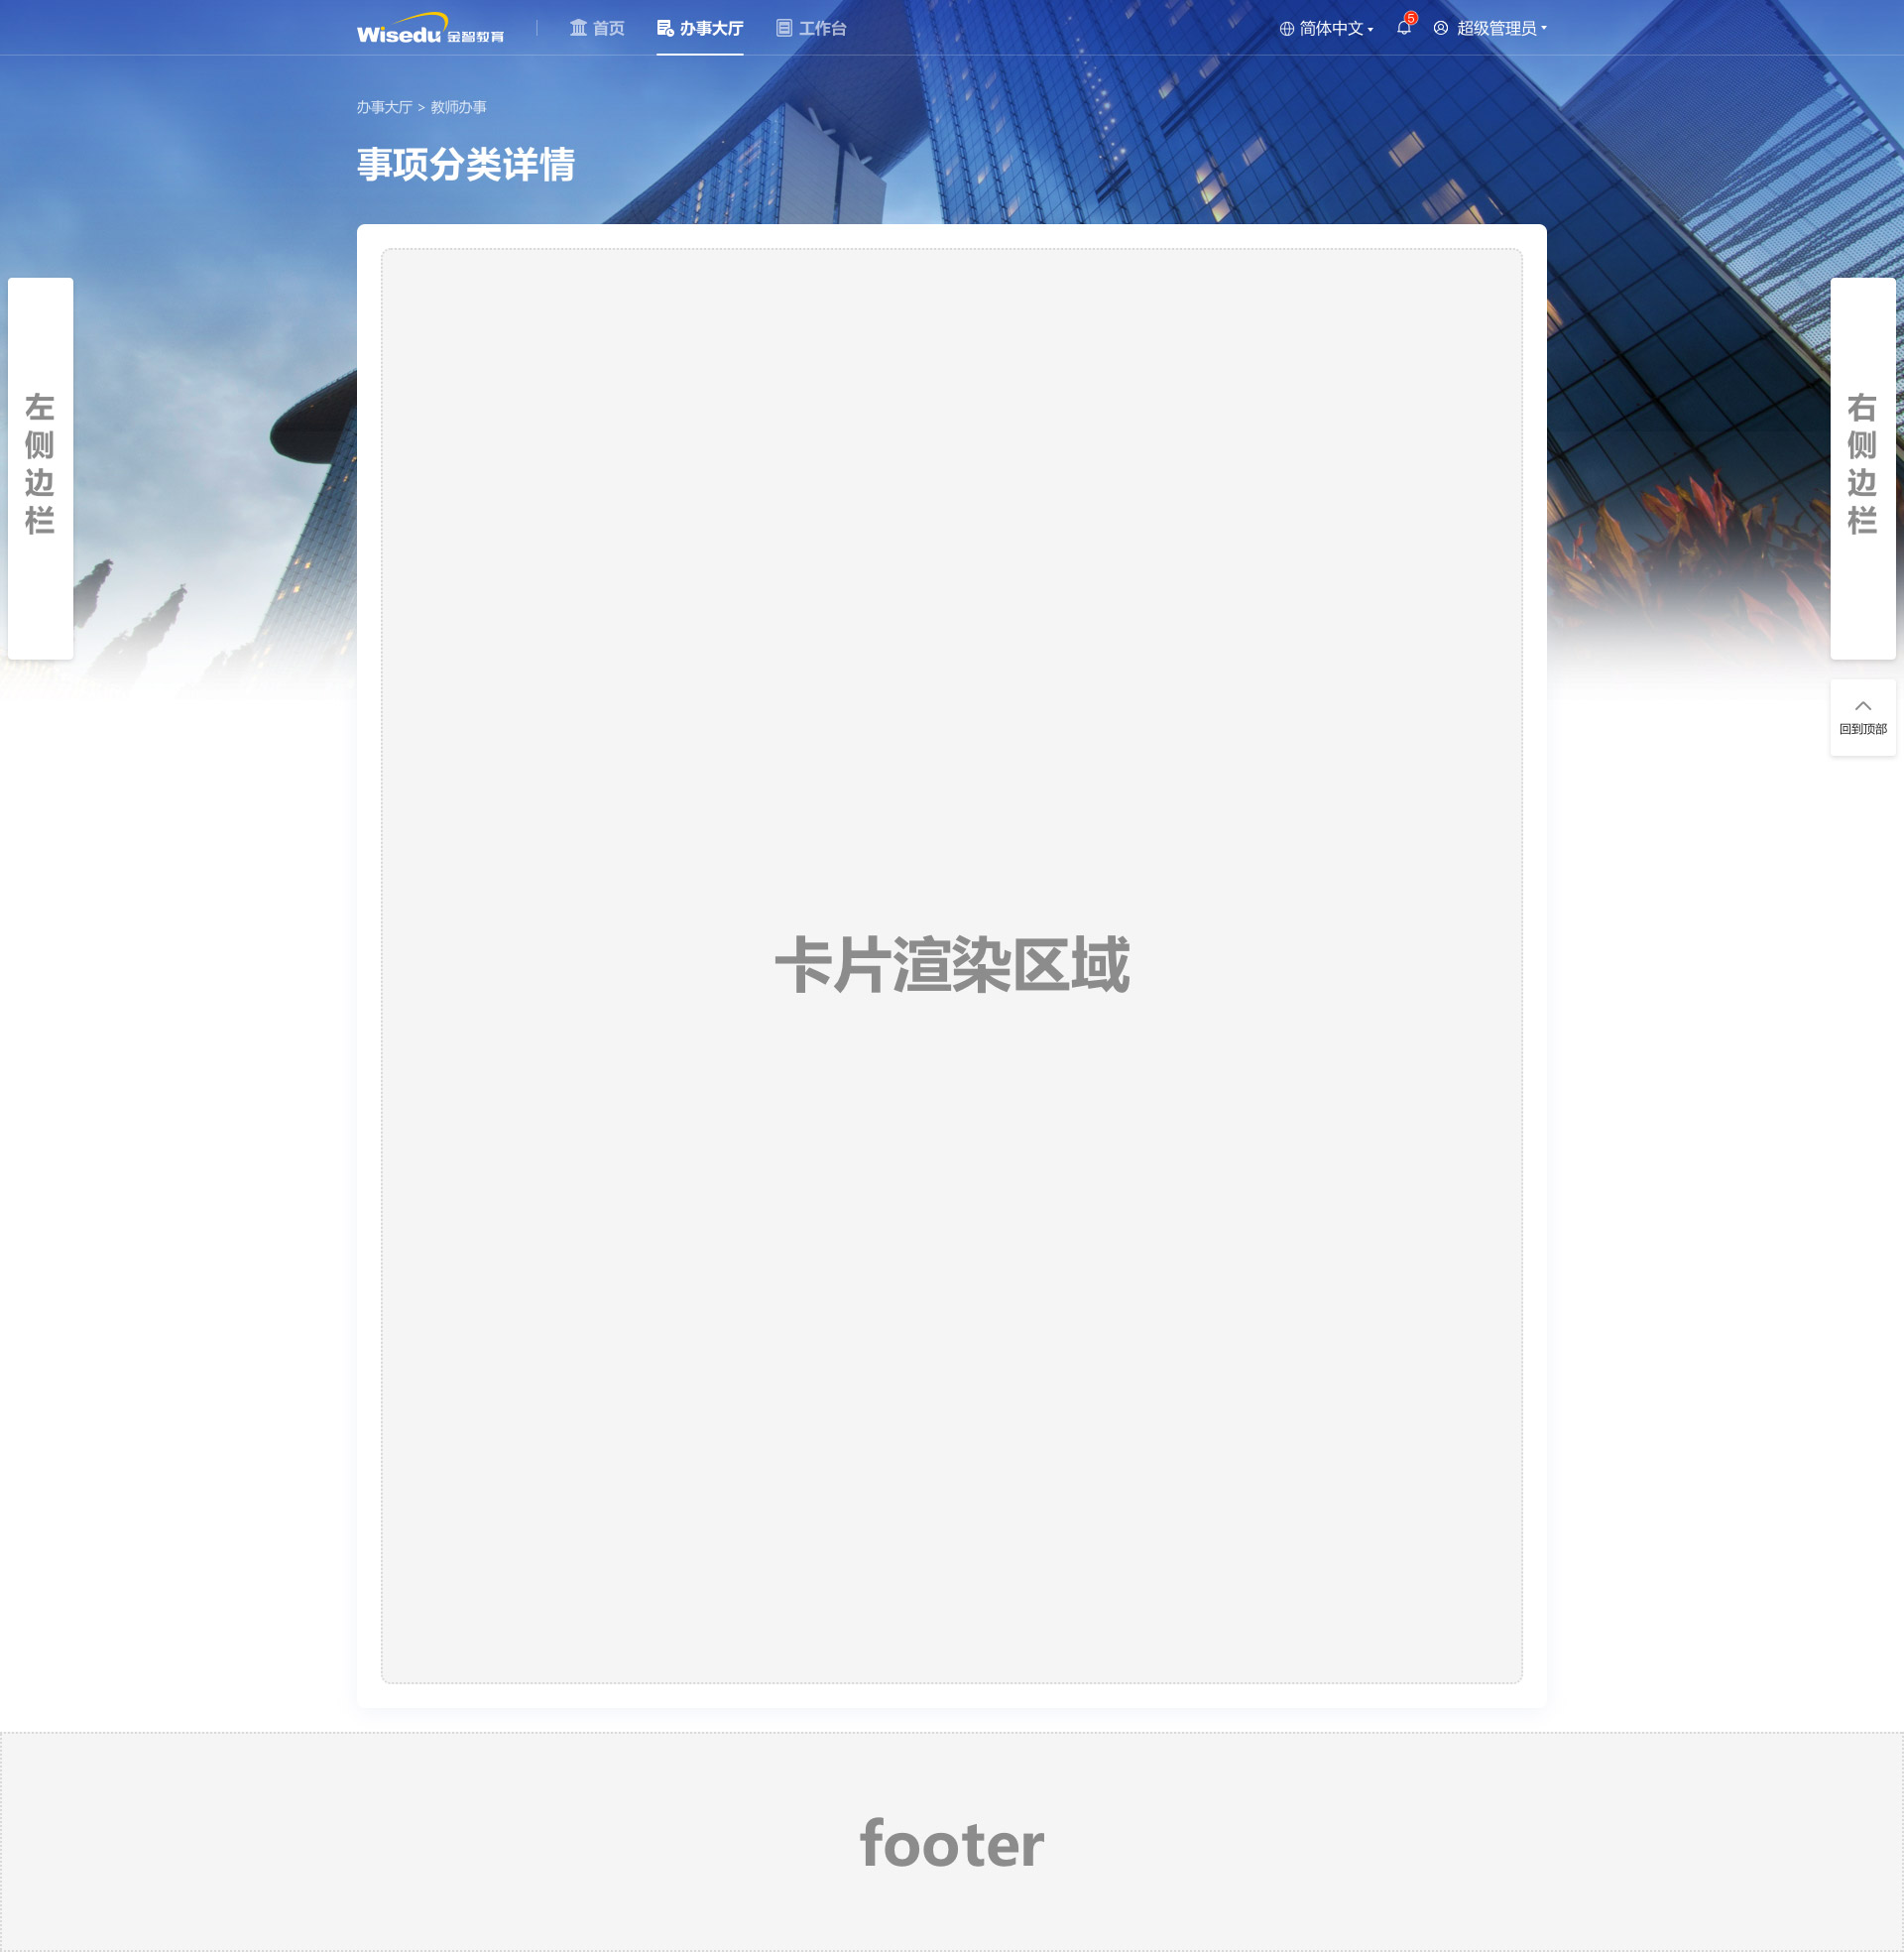 Wisedu 金智教育
首页
办事大厅
工作台
简体中文
5
超级管理员
办事大厅 > 教师办事
事项分类详情
左侧边栏
右侧边栏
回到顶部
卡片渲染区域
footer